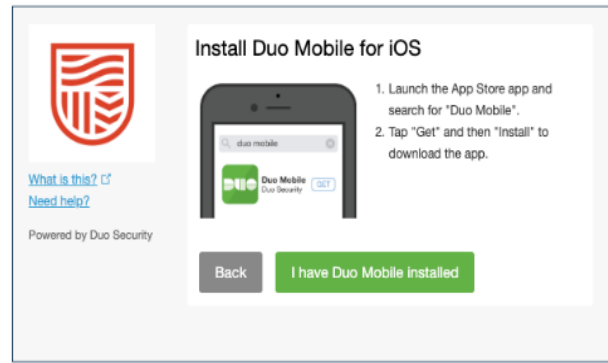 Install Duo Mobile for iOS
1. Launch the App Store app and
search for "Duo Mobile".
2. Tap "Get" and then "Install" to
download the app.
duo mobile
DUO
Duo Mobile
Duo Security
GET
What is this?
Need help?
Powered by Duo Security
Back
I have Duo Mobile installed